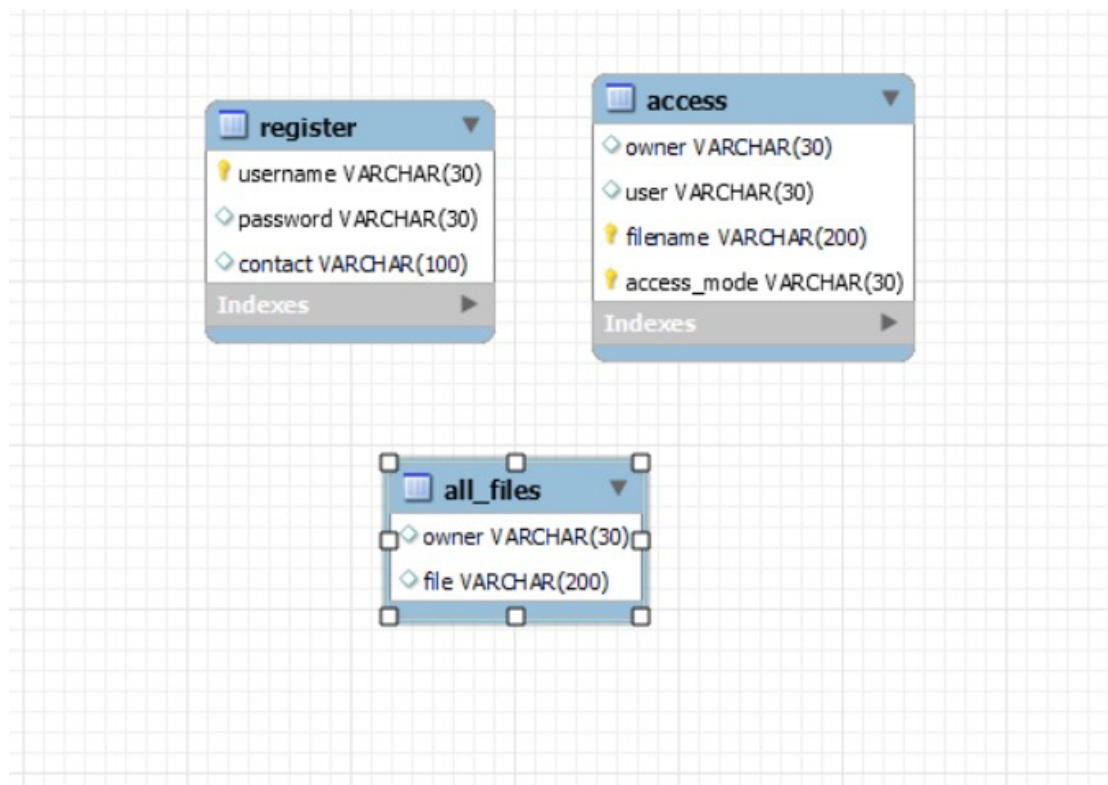 register
username VARCHAR(30)
password VARCHAR(30)
contact VARCHAR(100)
Indexes
access
owner VARCHAR(30)
user VARCHAR(30)
filename VARCHAR(200)
access_mode VARCHAR(30)
Indexes
all_files
owner VARCHAR(30)
file VARCHAR(200)